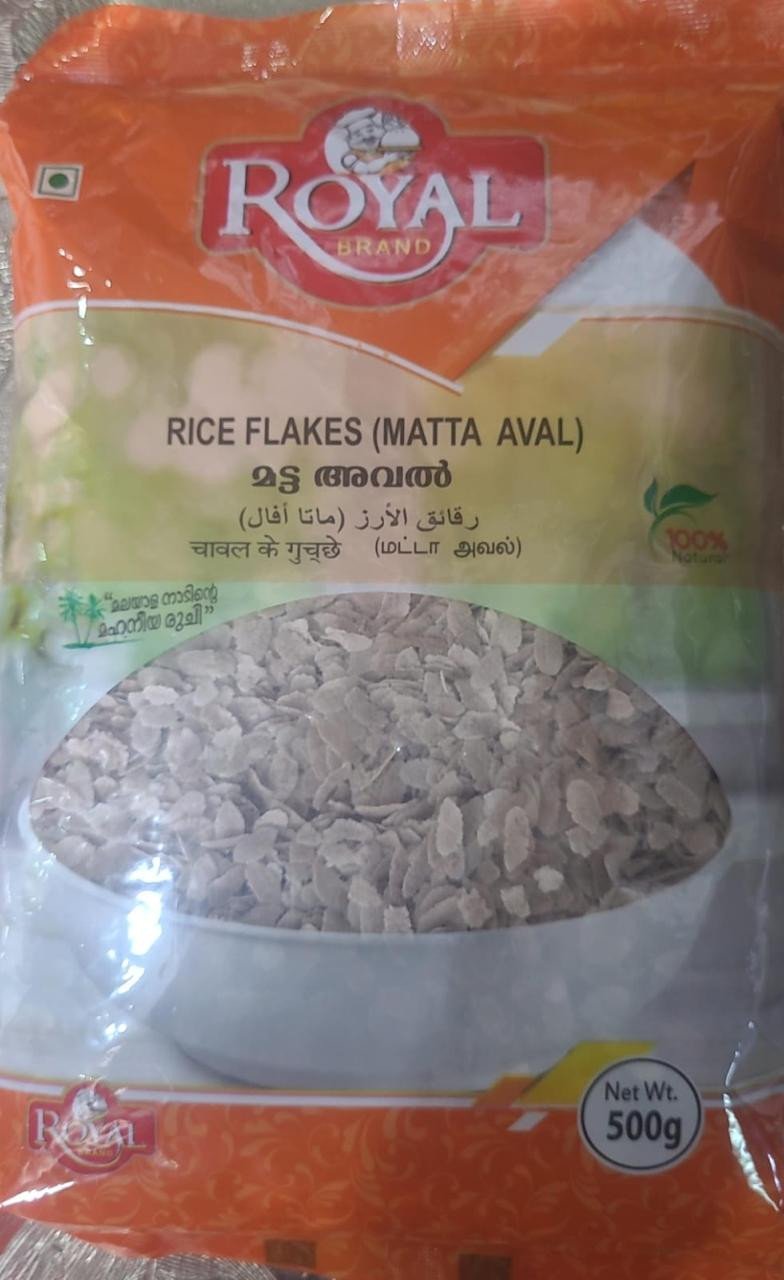 ROYAL
BRAND
RICE FLAKES (MATTA AVAL)
മട്ട അവൽ
رقائق الأرز (ماتا أفال)
चावल के गुच्छे (மட்டா அவல்)
100%
Natural
“മലയാള നാടിന്റെ
മഹനീയ രുചി”
Net Wt.
500g
ROYAL
BRAND